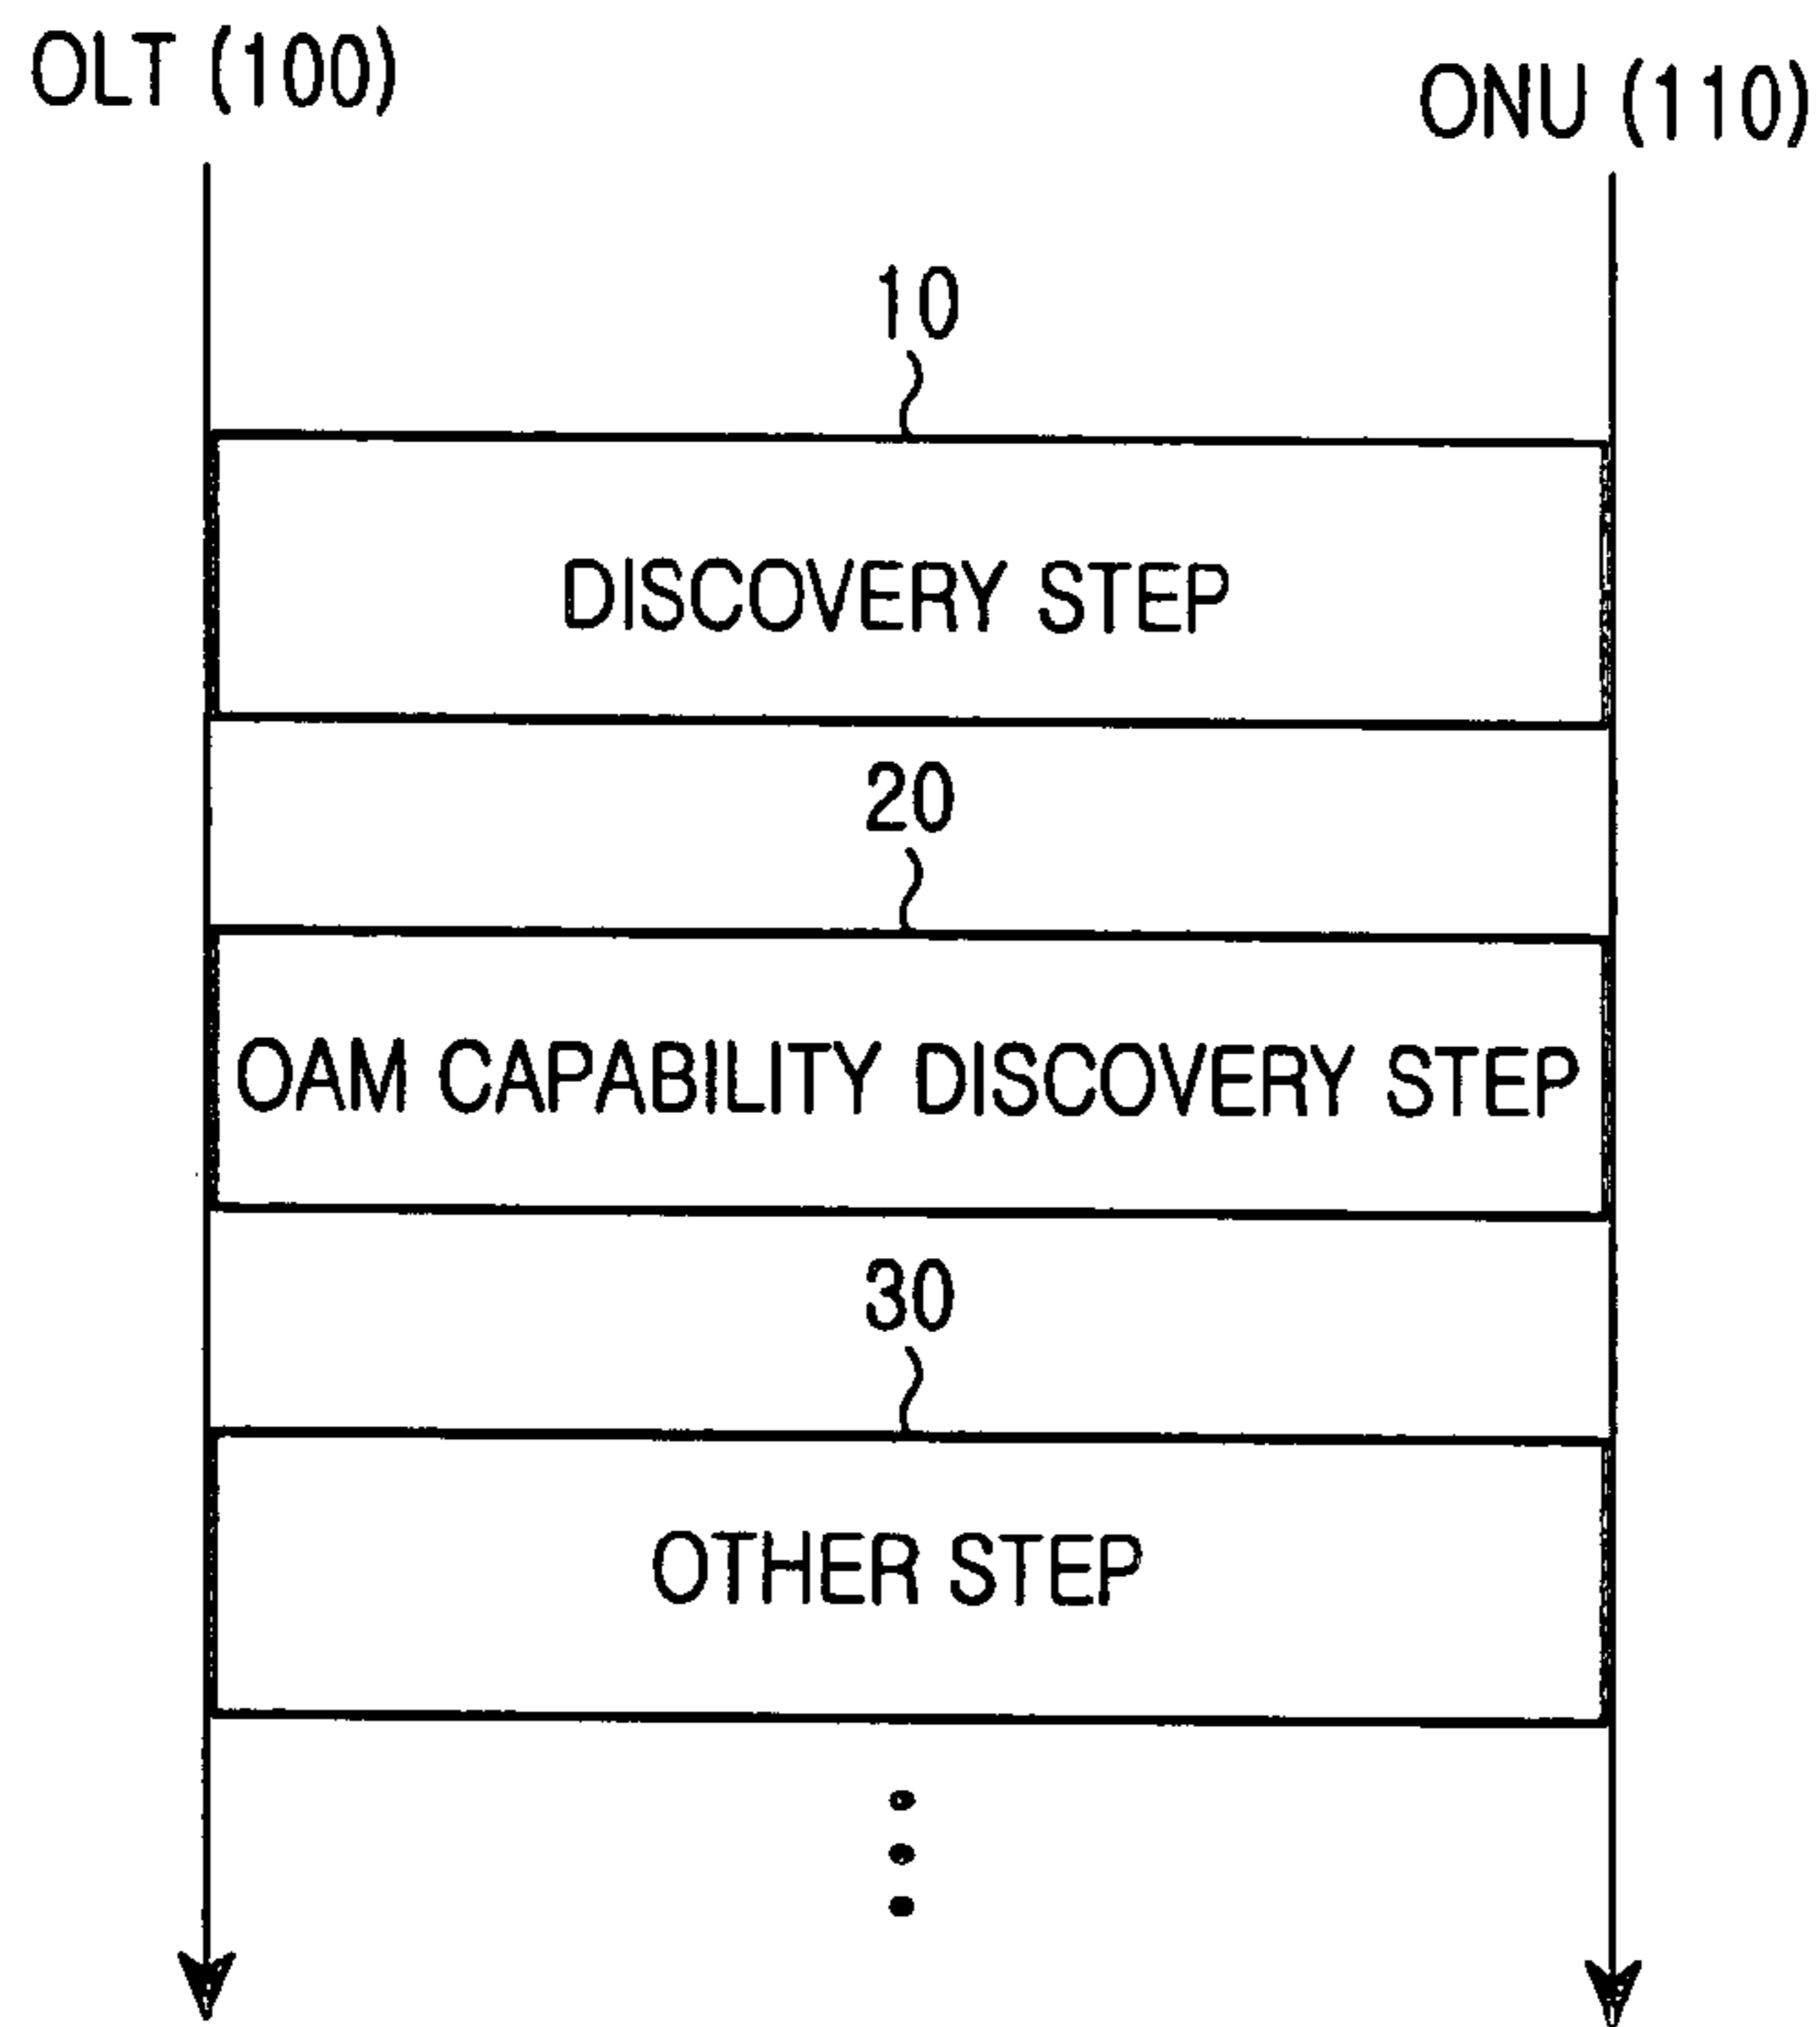 OLT (100)
ONU (110)
10
DISCOVERY STEP
20
OAM CAPABILITY DISCOVERY STEP
30
OTHER STEP